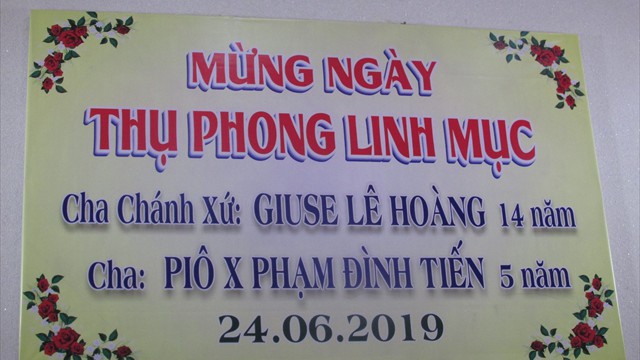 MỪNG NGÀY
THỤ PHONG LINH MỤC
Cha Chánh Xứ: GIUSE LÊ HOÀNG 14 năm
Cha: PIÔ X PHẠM ĐÌNH TIẾN 5 năm
24.06.2019